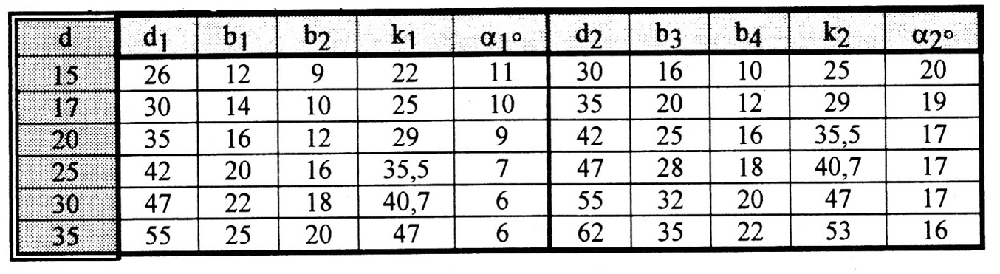 d d₁ b₁ b₂ k₁ α₁° d₂ b₃ b₄ k₂ α₂°
15 26 12 9 22 11 30 16 10 25 20
17 30 14 10 25 10 35 20 12 29 19
20 35 16 12 29 9 42 25 16 35,5 17
25 42 20 16 35,5 7 47 28 18 40,7 17
30 47 22 18 40,7 6 55 32 20 47 17
35 55 25 20 47 6 62 35 22 53 16